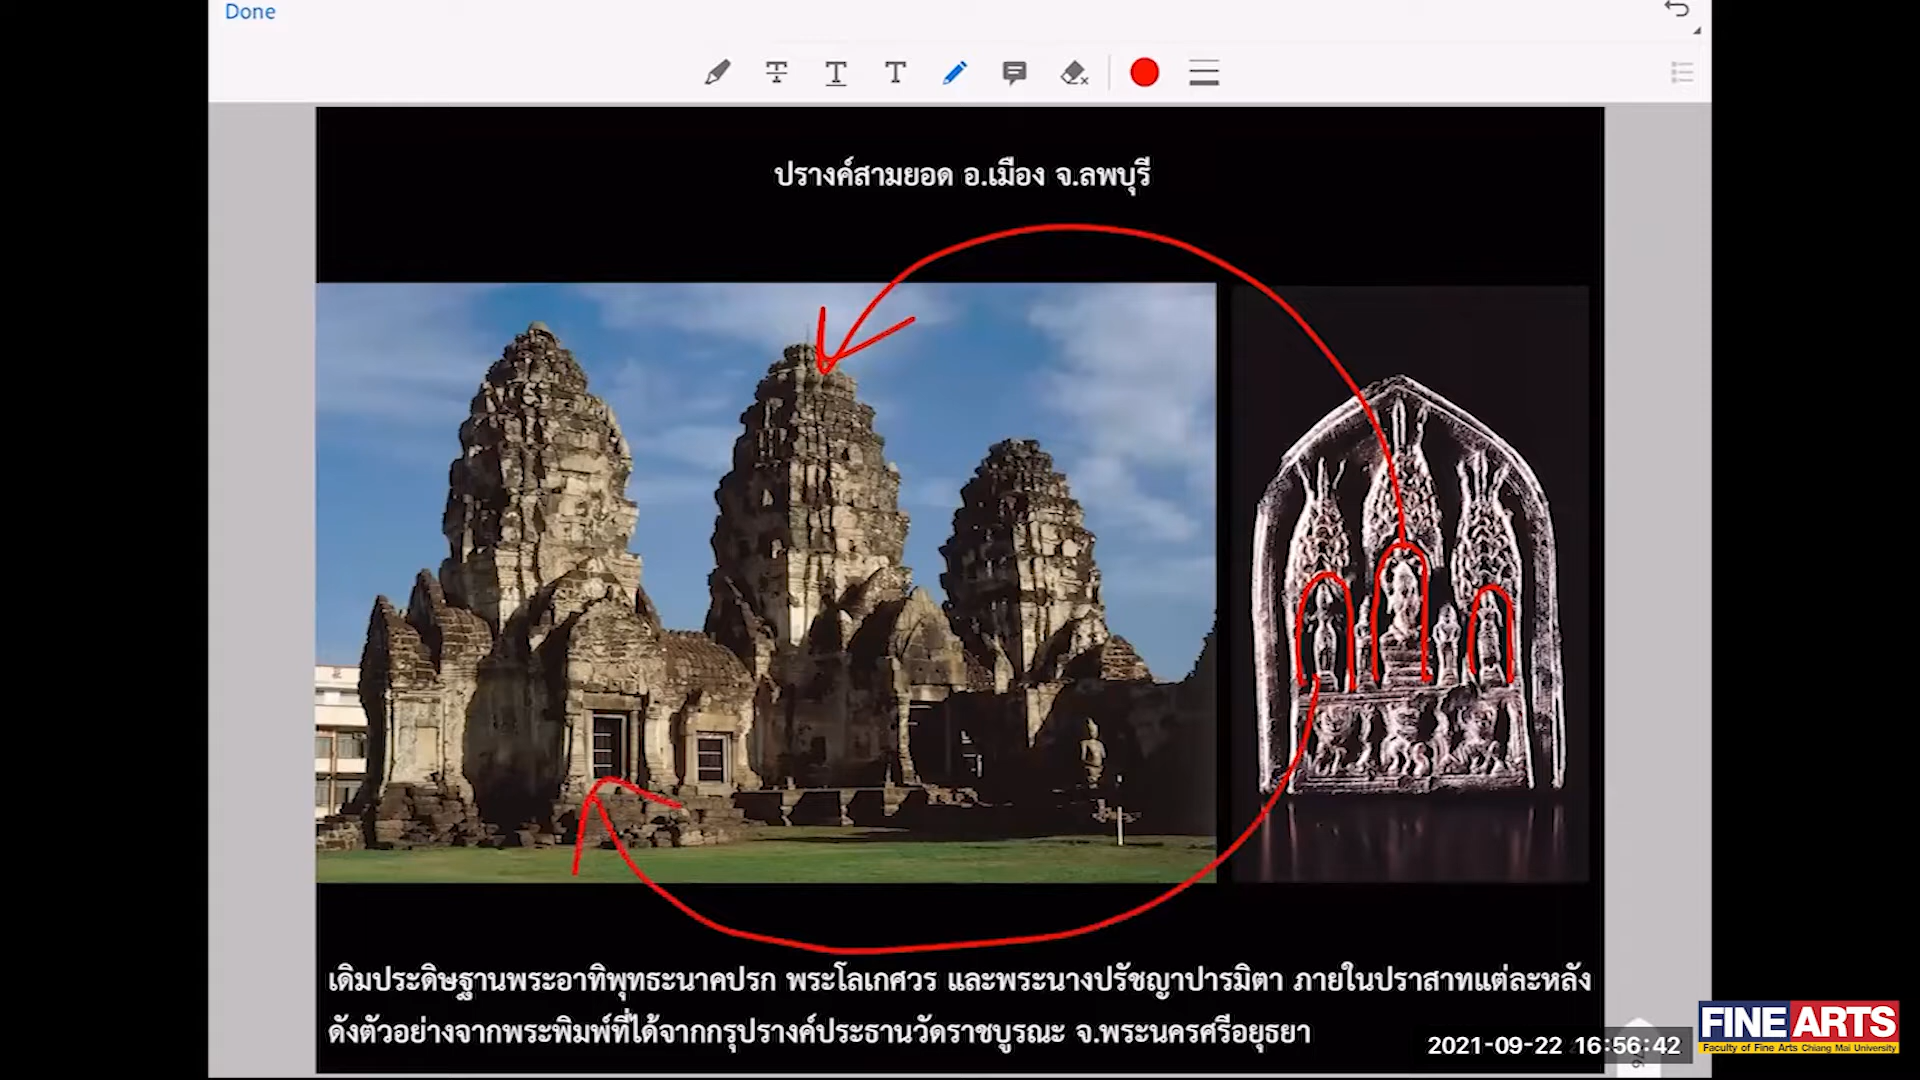 Done
ปรางค์สามยอด อ.เมือง จ.ลพบุรี
เดิมประดิษฐานพระอาทิพุทธะนาคปรก พระโลเกศวร และพระนางปรัชญาปารมิตา ภายในปราสาทแต่ละหลัง
ดังตัวอย่างจากพระพิมพ์ที่ได้จากกรุปรางค์ประธานวัดราชบูรณะ จ.พระนครศรีอยุธยา
2021-09-22 16:56:42
FINE ARTS
Faculty of Fine Arts Chiang Mai University